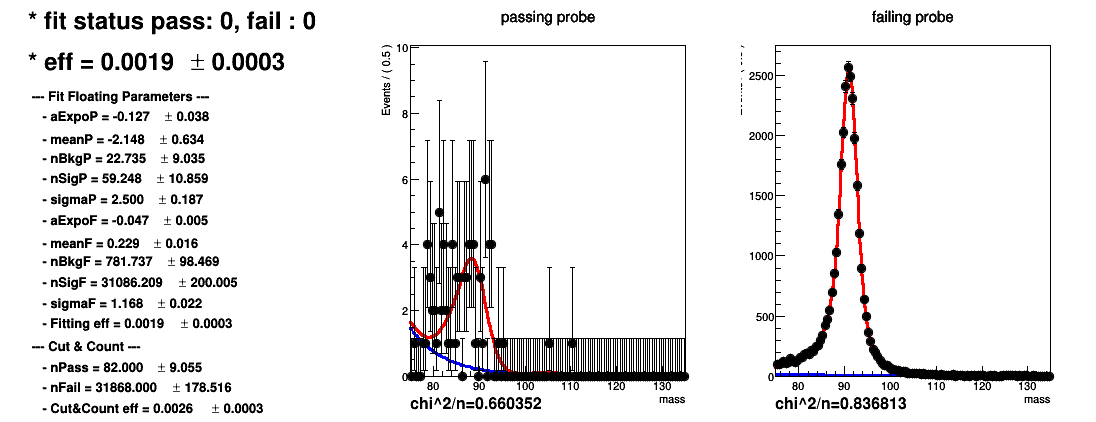 * fit status pass: 0, fail : 0
* eff = 0.0019 ± 0.0003
--- Fit Floating Parameters ---
- aExpoP = -0.127 ± 0.038
- meanP = -2.148 ± 0.634
- nBkgP = 22.735 ± 9.035
- nSigP = 59.248 ± 10.859
- sigmaP = 2.500 ± 0.187
- aExpoF = -0.047 ± 0.005
- meanF = 0.229 ± 0.016
- nBkgF = 781.737 ± 98.469
- nSigF = 31086.209 ± 200.005
- sigmaF = 1.168 ± 0.022
- Fitting eff = 0.0019 ± 0.0003
--- Cut & Count ---
- nPass = 82.000 ± 9.055
- nFail = 31868.000 ± 178.516
- Cut&Count eff = 0.0026 ± 0.0003
passing probe
Events / ( 0.5 )
10
8
6
4
2
0
80 90 100 110 120 130
mass
chi^2/n=0.660352
failing probe
2500
2000
1500
1000
500
0
80 90 100 110 120 130
mass
chi^2/n=0.836813